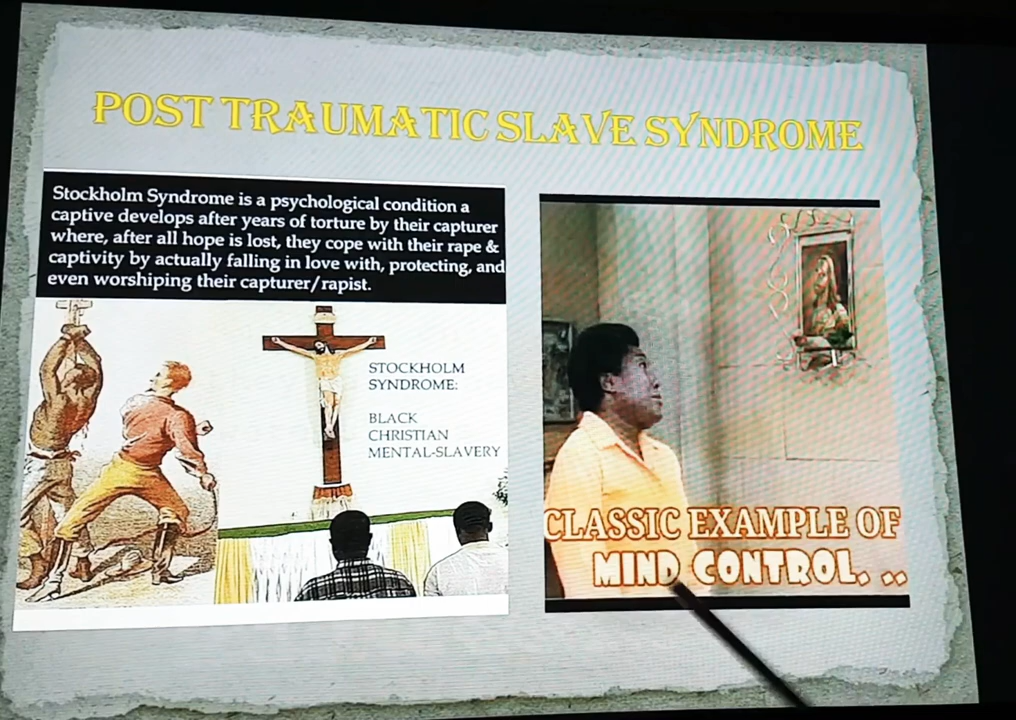 POST TRAUMATIC SLAVE SYNDROME
Stockholm Syndrome is a psychological condition a
captive develops after years of torture by their capturer
where, after all hope is lost, they cope with their rape &
captivity by actually falling in love with, protecting, and
even worshiping their capturer/rapist.
STOCKHOLM
SYNDROME:
BLACK
CHRISTIAN
MENTAL-SLAVERY
CLASSIC EXAMPLE OF
MIND CONTROL. ..